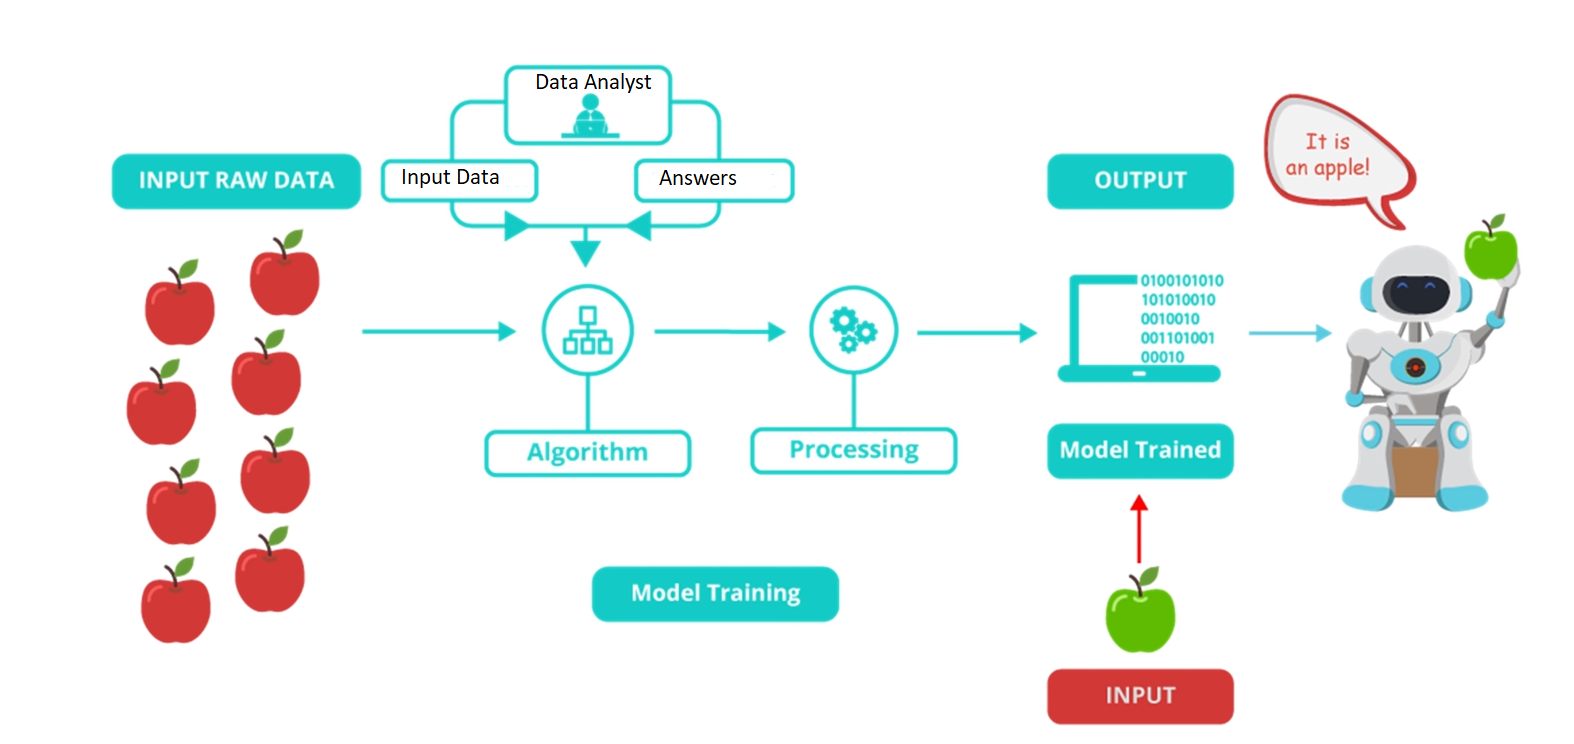 Data Analyst
INPUT RAW DATA
Input Data
Answers
Algorithm
Processing
Model Training
OUTPUT
0100101010
101010010
0010010
001101001
00010
Model Trained
INPUT
It is
an apple!